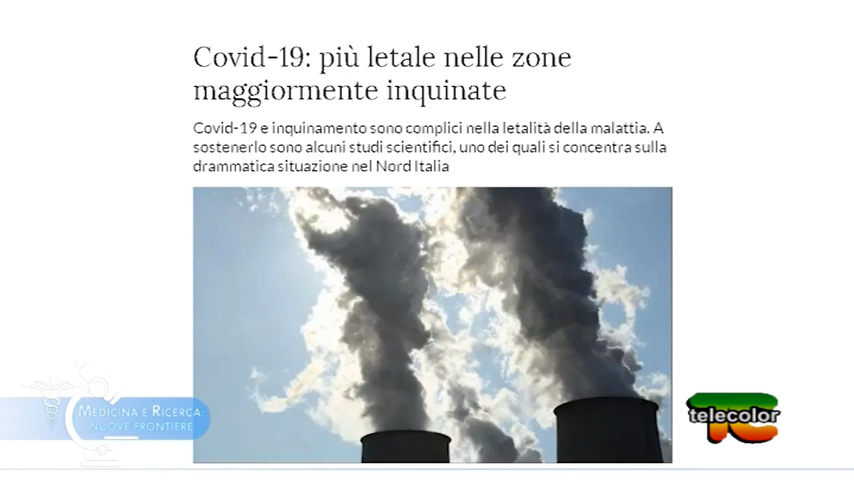 Covid-19: più letale nelle zone
maggiormente inquinate
Covid-19 e inquinamento sono complici nella letalità della malattia. A
sostenerlo sono alcuni studi scientifici, uno dei quali si concentra sulla
drammatica situazione nel Nord Italia
MEDICINA E RICERCA:
NUOVE FRONTIERE
telecolor